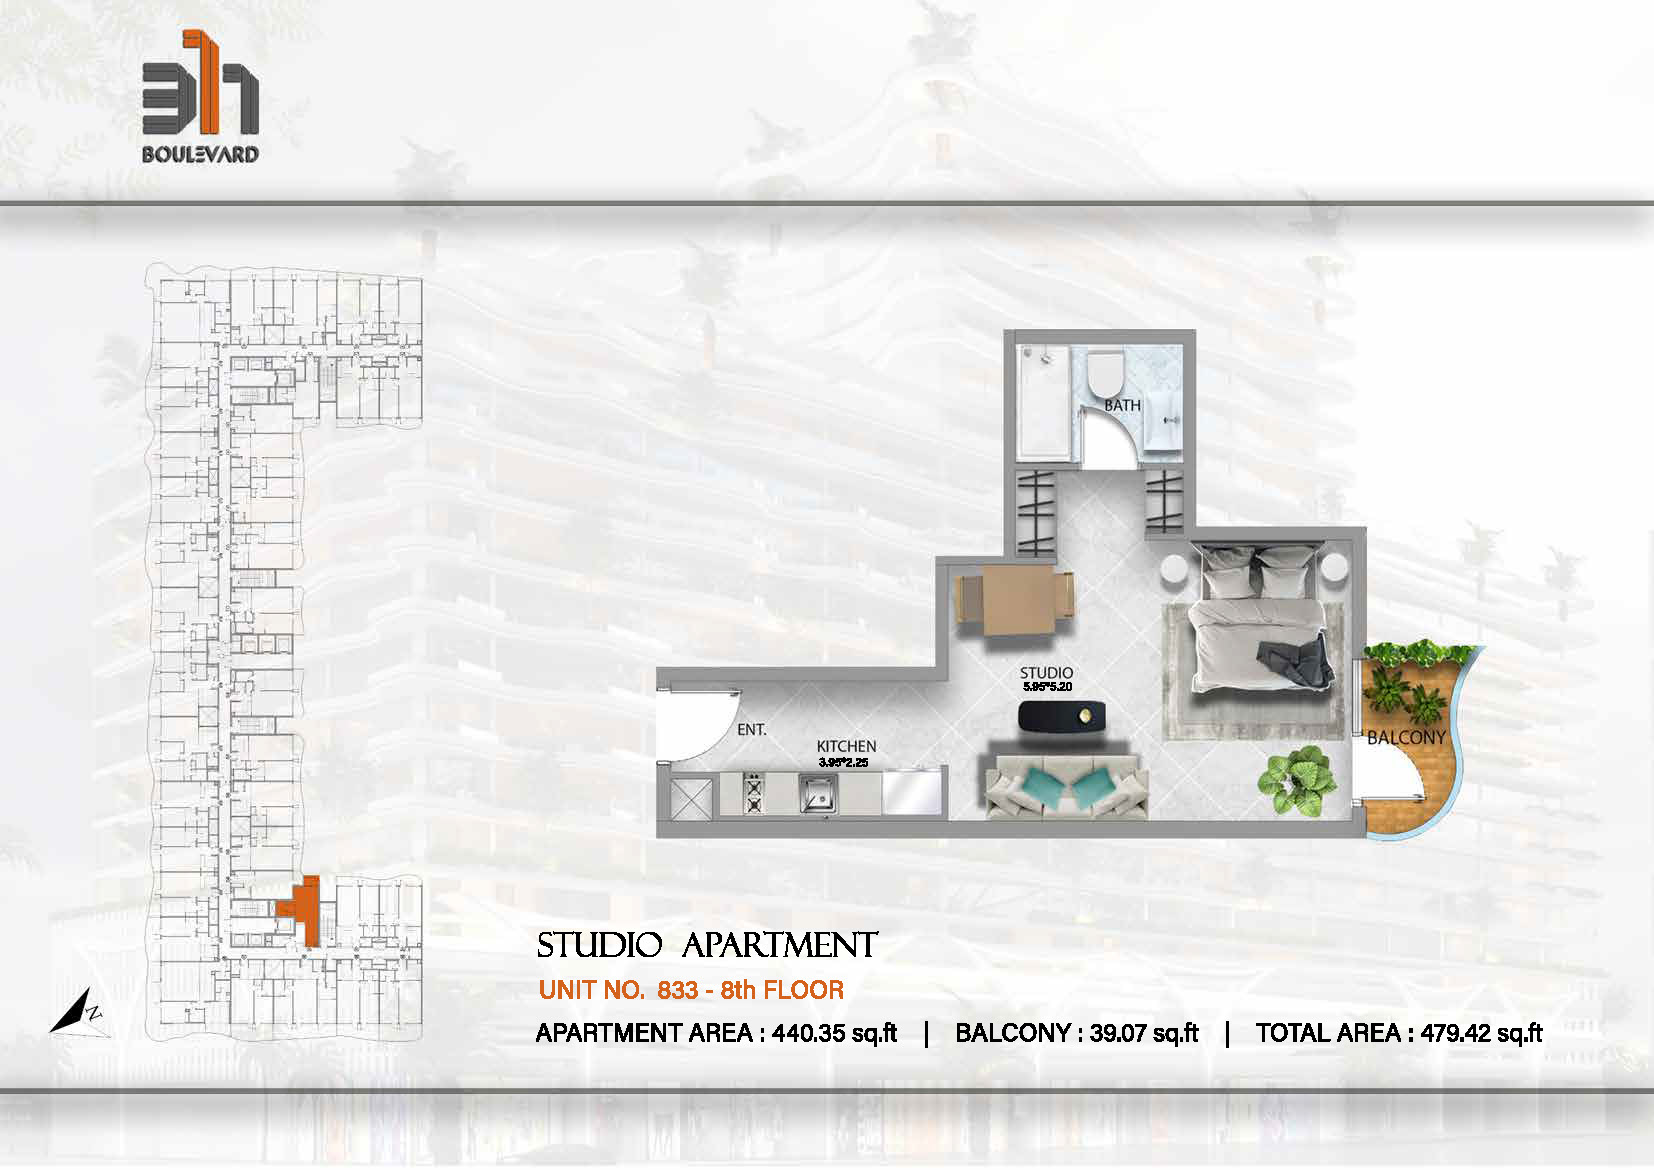 311
BOULEVARD
BATH
STUDIO
5.95*5.20
ENT.
KITCHEN
3.95*2.25
BALCONY
N
STUDIO APARTMENT
UNIT NO. 833 - 8th FLOOR
APARTMENT AREA : 440.35 sq.ft | BALCONY : 39.07 sq.ft | TOTAL AREA : 479.42 sq.ft